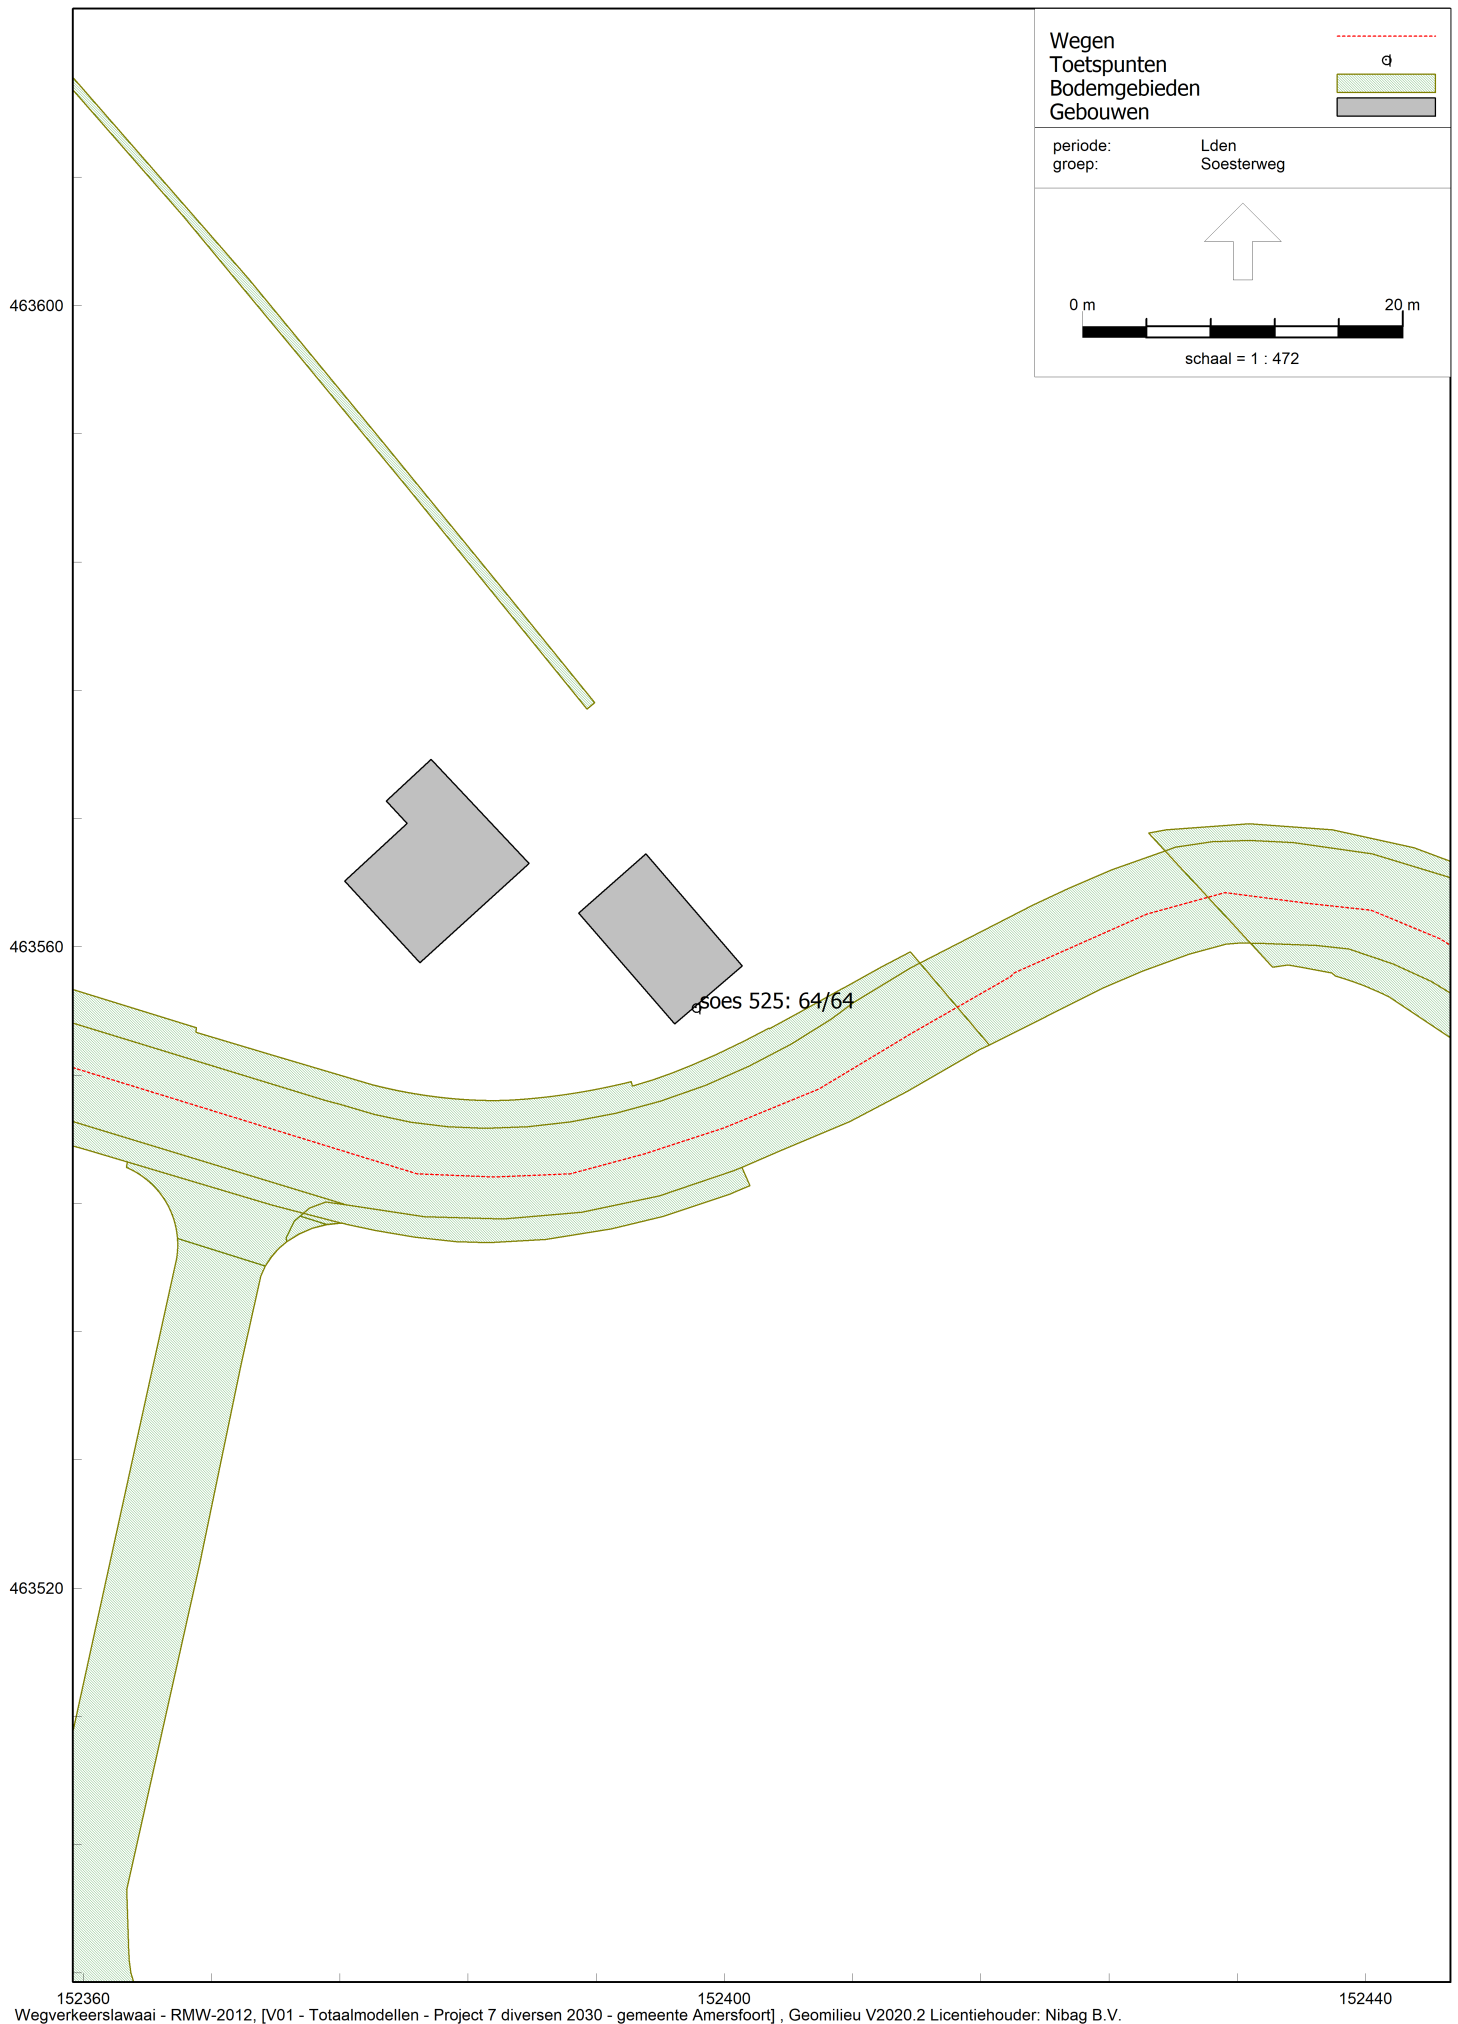 Wegen
Toetspunten
Bodemgebieden
Gebouwen
periode: Lden
groep: Soesterweg
0 m 20 m
schaal = 1 : 472
463600
463560
soes 525: 64/64
463520
152360 152400 152440
Wegverkeerslawaai - RMW-2012, [V01 - Totaalmodellen - Project 7 diversen 2030 - gemeente Amersfoort] , Geomilieu V2020.2 Licentiehouder: Nibag B.V.